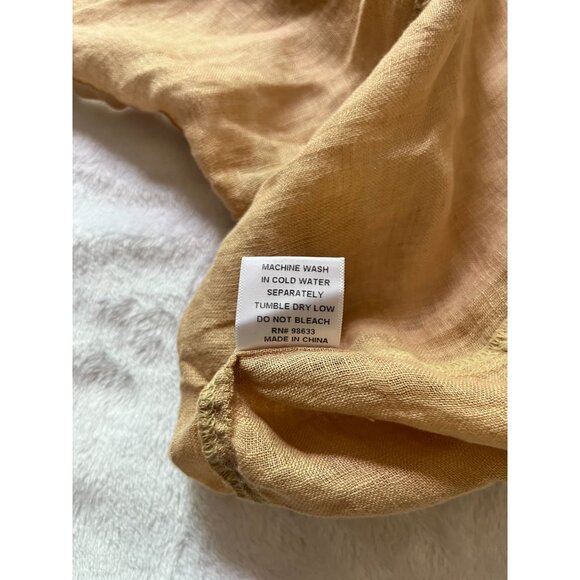 MACHINE WASH
IN COLD WATER
SEPARATELY
TUMBLE DRY LOW
DO NOT BLEACH
RN# 98633
MADE IN CHINA